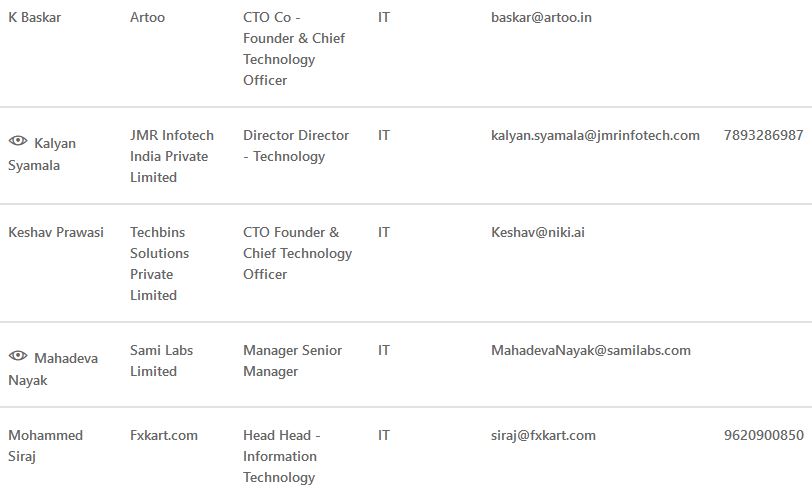 K Baskar Artoo CTO Co - IT baskar@artoo.in
Founder & Chief
Technology
Officer
Kalyan JMR Infotech Director Director IT kalyan.syamala@jmrinfotech.com 7893286987
Syamala India Private - Technology
Limited
Keshav Prawasi Techbins CTO Founder & IT Keshav@niki.ai
Solutions Chief Technology
Private Officer
Limited
Mahadeva Sami Labs Manager Senior IT MahadevaNayak@samilabs.com
Nayak Limited Manager
Mohammed Fxkart.com Head Head - IT siraj@fxkart.com 9620900850
Siraj Information
Technology